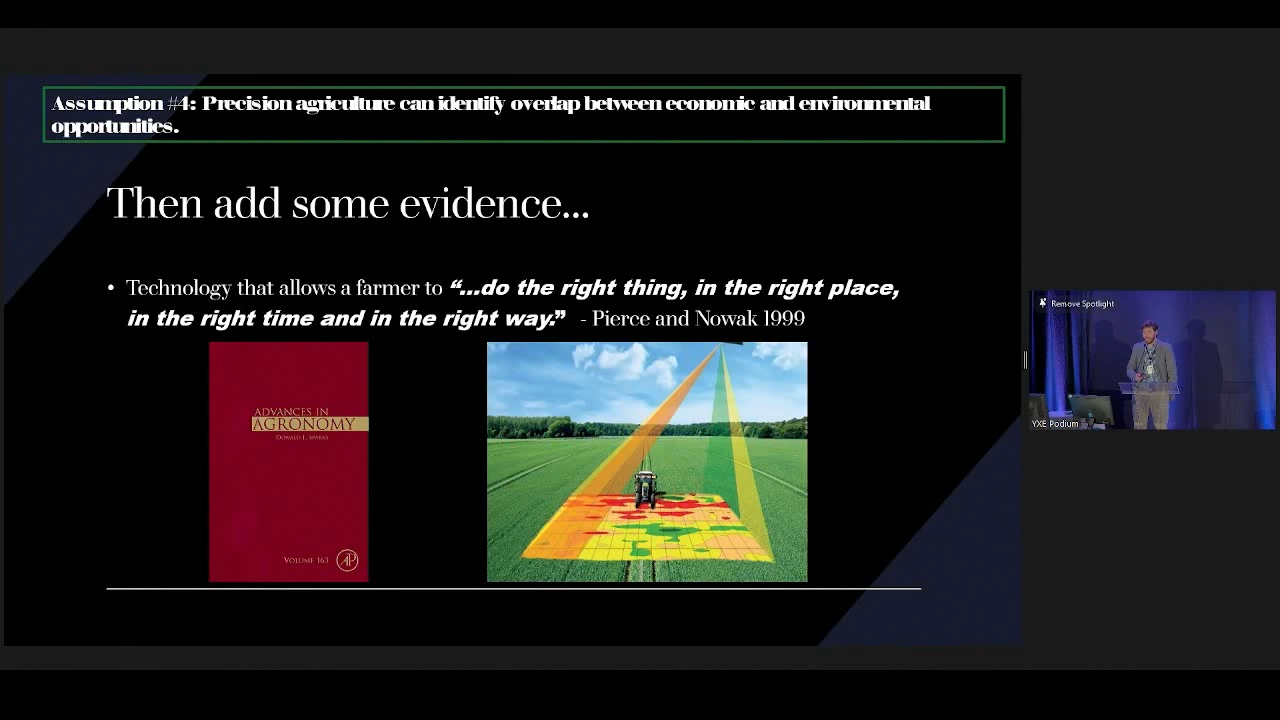 Assumption #4: Precision agriculture can identify overlap between economic and environmental
opportunities.
Then add some evidence...
• Technology that allows a farmer to “...do the right thing, in the right place,
in the right time and in the right way.” - Pierce and Nowak 1999
ADVANCES IN
AGRONOMY
DONALD L. SPARKS
VOLUME 163
AP
Remove Spotlight
YXE Podium